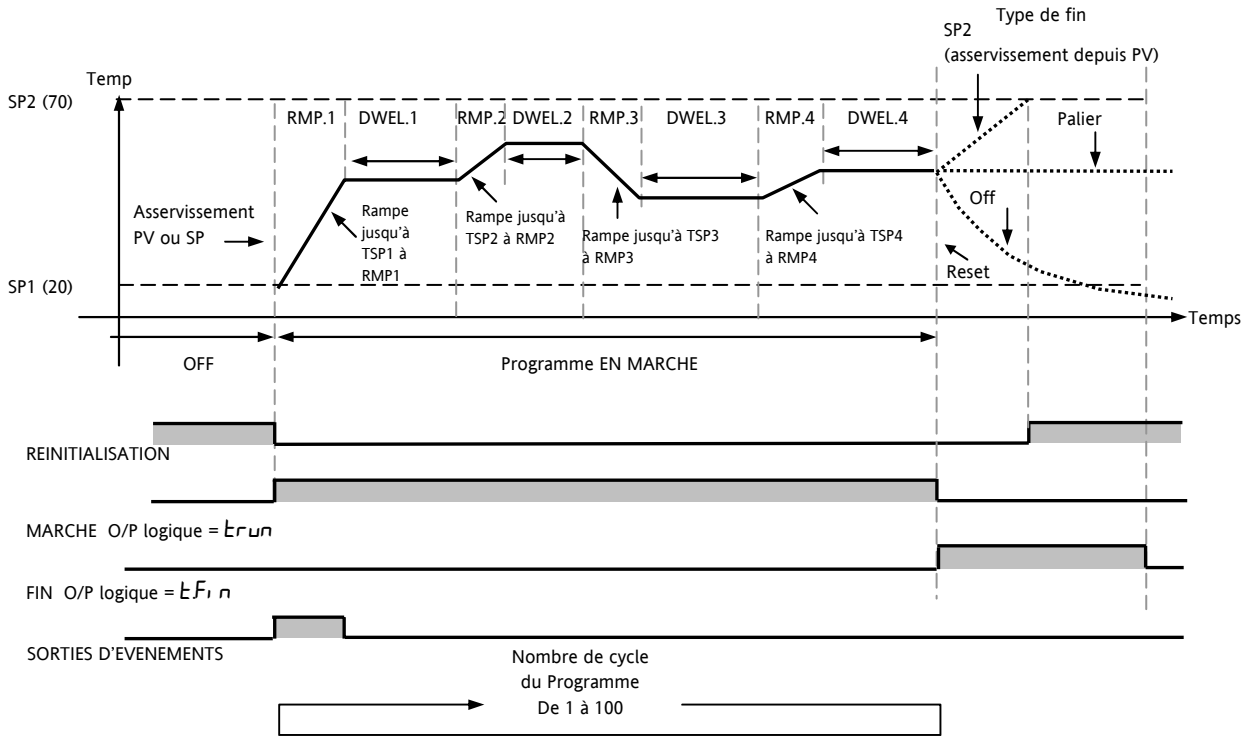 Type de fin
SP2
(asservissement depuis PV)
Temp
SP2 (70)
RMP.1
DWEL.1
RMP.2
DWEL.2
RMP.3
DWEL.3
RMP.4
DWEL.4
Palier
Off
Asservissement
PV ou SP
Rampe
jusqu'à
TSP1 à
RMP1
Rampe jusqu'à
TSP2 à RMP2
Rampe jusqu'à TSP3
à RMP3
Rampe jusqu'à TSP4
à RMP4
Reset
SP1 (20)
Temps
OFF
Programme EN MARCHE
REINITIALISATION
MARCHE O/P logique = trun
FIN O/P logique = t.Fin
SORTIES D'EVENEMENTS
Nombre de cycle
du Programme
De 1 à 100